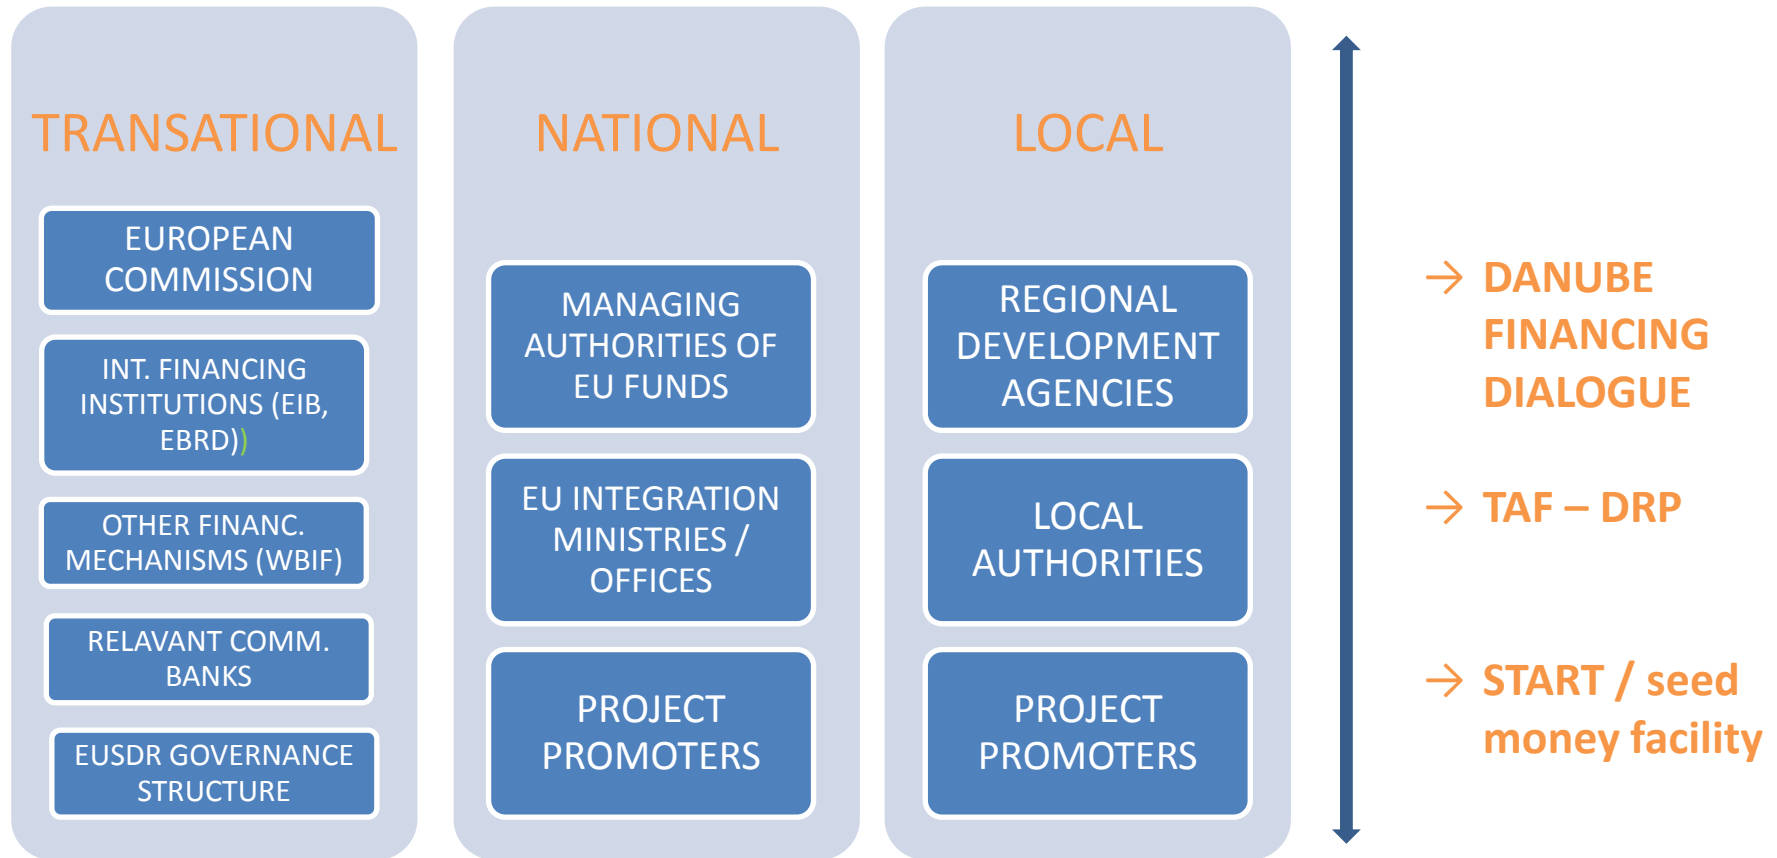 TRANSATIONAL
EUROPEAN
COMMISSION
INT. FINANCING
INSTITUTIONS (EIB,
EBRD))
OTHER FINANC.
MECHANISMS (WBIF)
RELAVANT COMM.
BANKS
EUSDR GOVERNANCE
STRUCTURE
NATIONAL
MANAGING
AUTHORITIES OF
EU FUNDS
EU INTEGRATION
MINISTRIES /
OFFICES
PROJECT
PROMOTERS
LOCAL
REGIONAL
DEVELOPMENT
AGENCIES
LOCAL
AUTHORITIES
PROJECT
PROMOTERS
→ DANUBE
FINANCING
DIALOGUE
→ TAF – DRP
→ START / seed
money facility